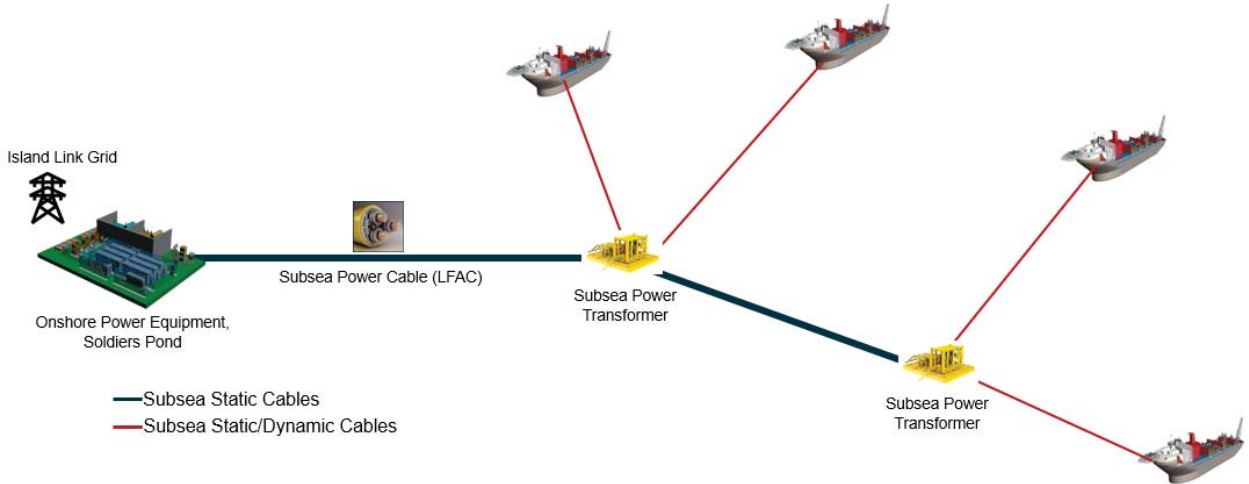 Island Link Grid
Subsea Power Cable (LFAC)
Onshore Power Equipment,
Soldiers Pond
Subsea Power
Transformer
Subsea Static Cables
Subsea Static/Dynamic Cables
Subsea Power
Transformer